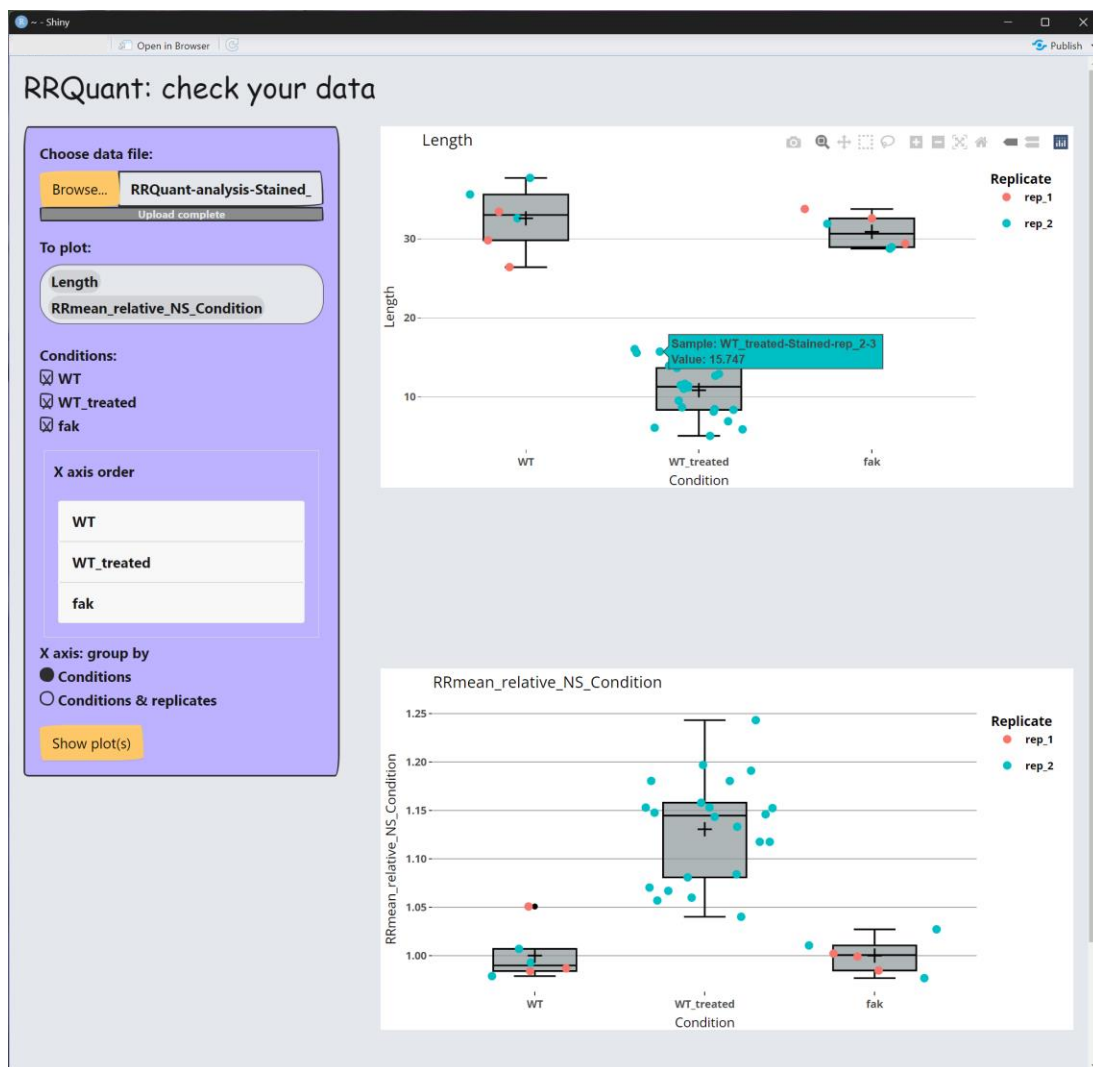 ~ - Shiny
Open in Browser
Publish
RRQuant: check your data
Choose data file:
Browse... RRQuant-analysis-Stained_
Upload complete
To plot:
Length
RRmean_relative_NS_Condition
Conditions:
WT
WT_treated
fak
X axis order
WT
WT_treated
fak
X axis: group by
Conditions
Conditions & replicates
Show plot(s)
Length
Replicate
rep_1
rep_2
30
20
10
Length
Sample: WT_treated-Stained-rep_2-3
Value: 15.747
WT WT_treated fak
Condition
RRmean_relative_NS_Condition
Replicate
rep_1
rep_2
1.25
1.20
1.15
1.10
1.05
1.00
RRmean_relative_NS_Condition
WT WT_treated fak
Condition